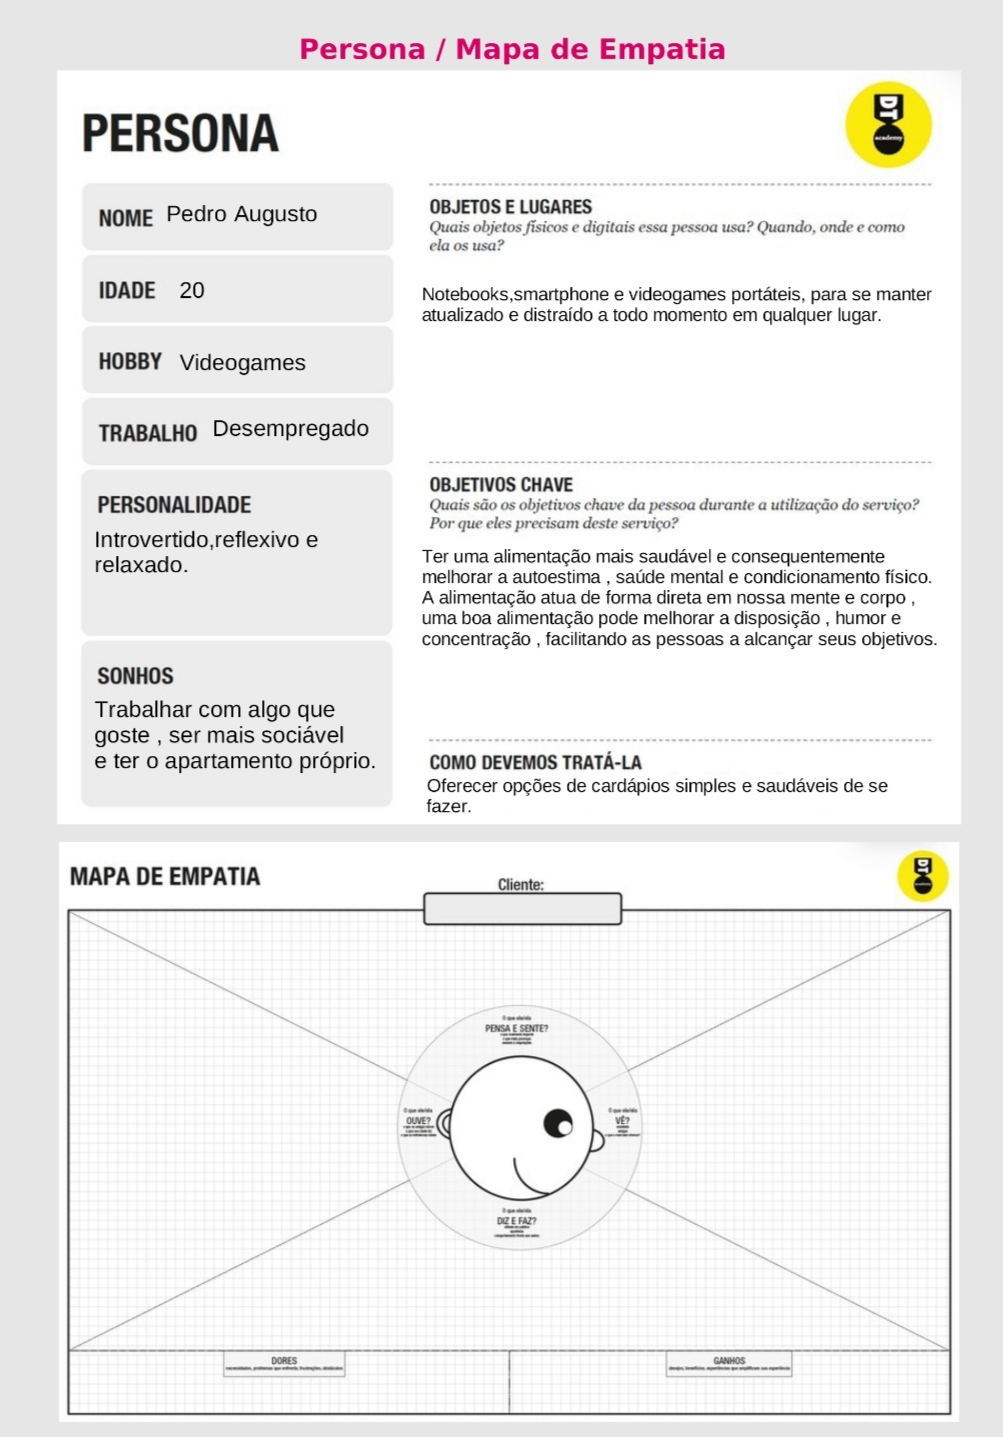 Persona / Mapa de Empatia
PERSONA
DT
academy
NOME Pedro Augusto
IDADE 20
HOBBY Videogames
TRABALHO Desempregado
PERSONALIDADE
Introvertido,reflexivo e
relaxado.
SONHOS
Trabalhar com algo que
goste , ser mais sociável
e ter o apartamento próprio.
OBJETOS E LUGARES
Quais objetos físicos e digitais essa pessoa usa? Quando, onde e como
ela os usa?
Notebooks,smartphone e videogames portáteis, para se manter
atualizado e distraído a todo momento em qualquer lugar.
OBJETIVOS CHAVE
Quais são os objetivos chave da pessoa durante a utilização do serviço?
Por que eles precisam deste serviço?
Ter uma alimentação mais saudável e consequentemente
melhorar a autoestima , saúde mental e condicionamento físico.
A alimentação atua de forma direta em nossa mente e corpo ,
uma boa alimentação pode melhorar a disposição , humor e
concentração , facilitando as pessoas a alcançar seus objetivos.
COMO DEVEMOS TRATÁ-LA
Oferecer opções de cardápios simples e saudáveis de se
fazer.
MAPA DE EMPATIA
Cliente:
DT
O que ele/ela
PENSA E SENTE?
O que ele/ela
OUVE?
O que ele/ela
VÊ?
O que ele/ela
DIZ E FAZ?
DORES
GANHOS